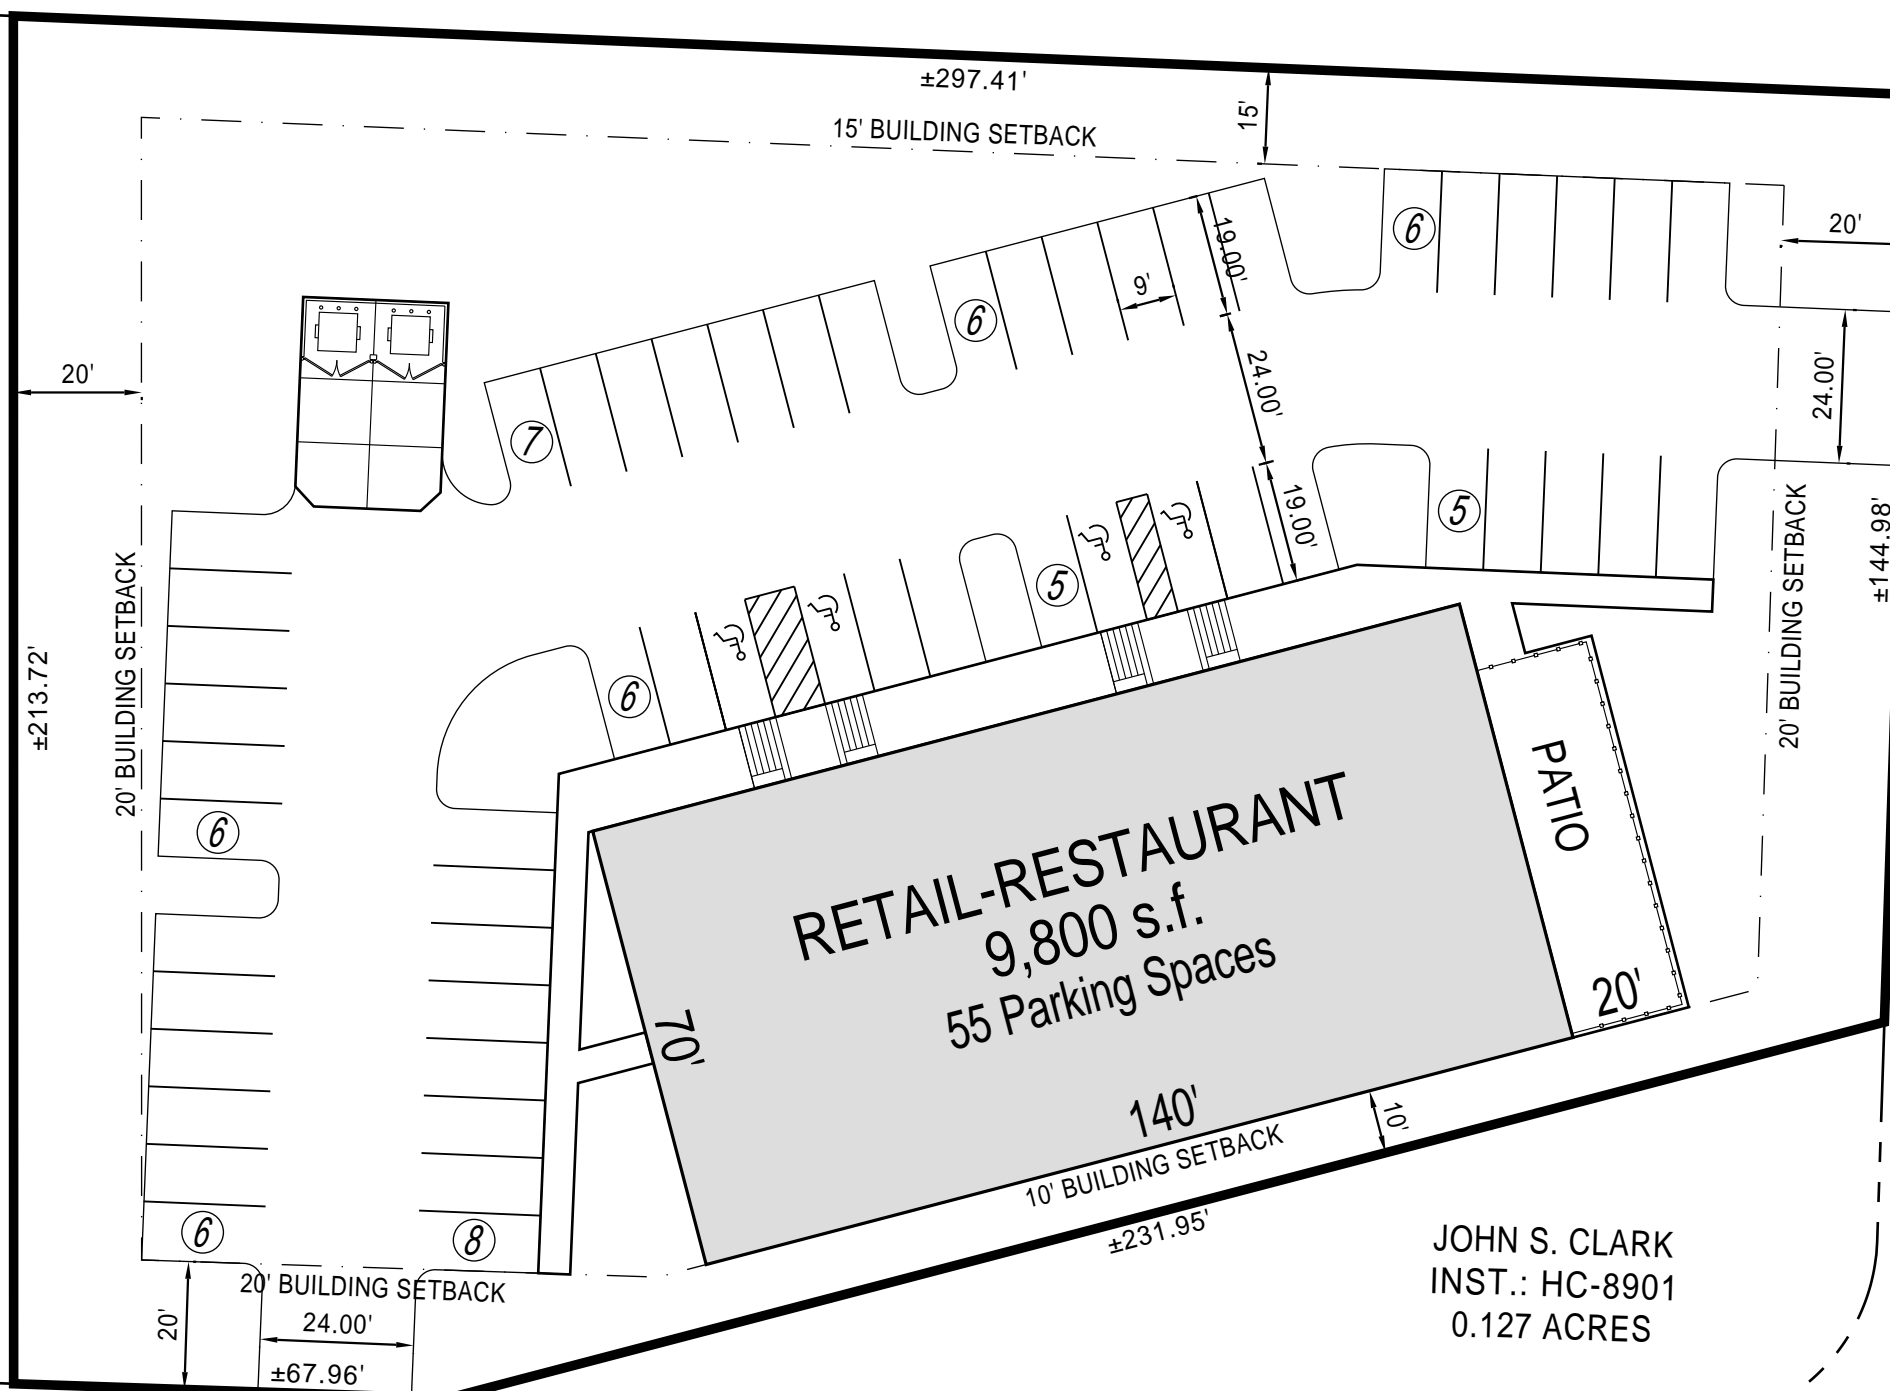 ±297.41'
15'
15' BUILDING SETBACK
6
20'
19.00'
9'
6
24.00'
24.00'
20'
7
19.00'
5
5
±144.98'
20' BUILDING SETBACK
20' BUILDING SETBACK
±213.72'
6
6
PATIO
RETAIL-RESTAURANT
9,800 s.f.
55 Parking Spaces
70'
20'
140'
10'
10' BUILDING SETBACK
±231.95'
6
8
20' BUILDING SETBACK
20'
24.00'
±67.96'
JOHN S. CLARK
INST.: HC-8901
0.127 ACRES